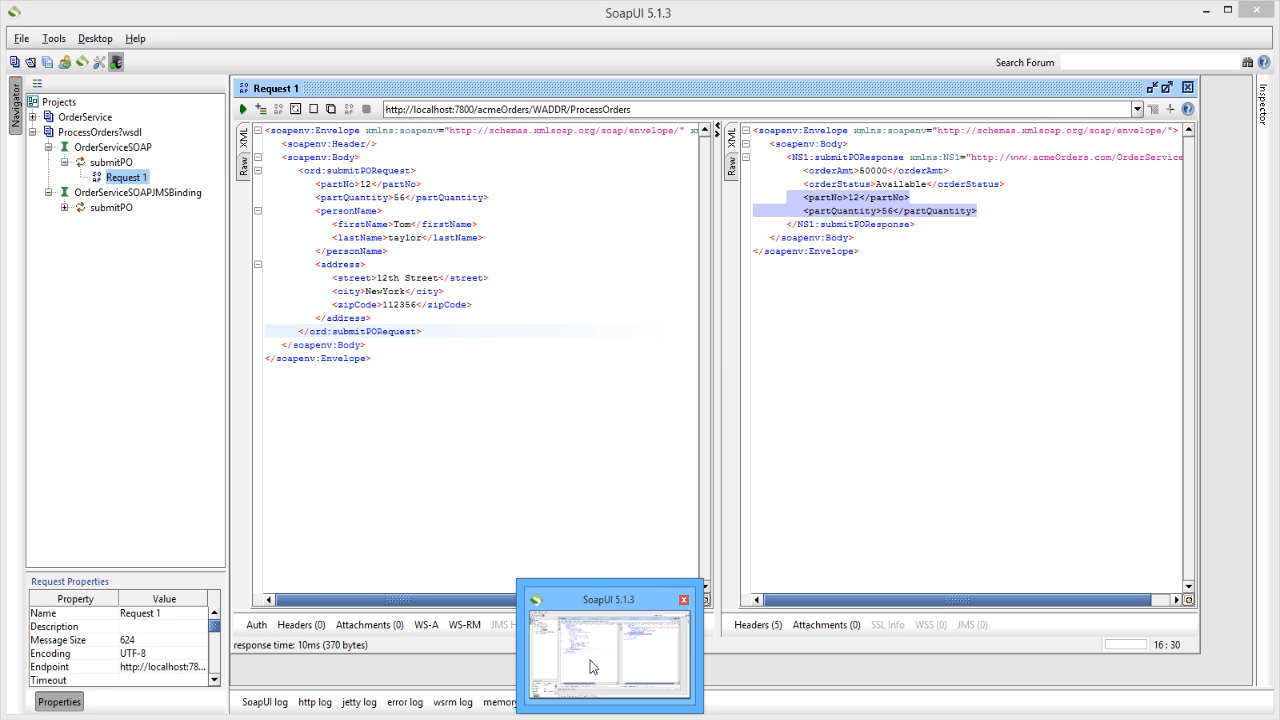 SoapUI 5.1.3
File Tools Desktop Help
Search Forum
Navigator
Projects
OrderService
ProcessOrders?wsdl
OrderServiceSOAP
submitPO
Request 1
OrderServiceSOAPJMSBinding
submitPO
Request 1
http://localhost:7800/acmeOrders/WADDR/ProcessOrders
XML
Raw
<soapenv:Envelope xmlns:soapenv="http://schemas.xmlsoap.org/soap/envelope/" xm
<soapenv:Header/>
<soapenv:Body>
<ord:submitPORequest>
<partNo>12</partNo>
<partQuantity>56</partQuantity>
<personName>
<firstName>Tom</firstName>
<lastName>taylor</lastName>
</personName>
<address>
<street>12th Street</street>
<city>NewYork</city>
<zipCode>112356</zipCode>
</address>
</ord:submitPORequest>
</soapenv:Body>
</soapenv:Envelope>
XML
Raw
<soapenv:Envelope xmlns:soapenv="http://schemas.xmlsoap.org/soap/envelope/">
<soapenv:Body>
<NS1:submitPOResponse xmlns:NS1="http://www.acmeOrders.com/OrderService
<orderAmt>50000</orderAmt>
<orderStatus>Available</orderStatus>
<partNo>12</partNo>
<partQuantity>56</partQuantity>
</NS1:submitPOResponse>
</soapenv:Body>
</soapenv:Envelope>
Inspector
Request Properties
Property Value
Name Request 1
Description
Message Size 624
Encoding UTF-8
Endpoint http://localhost:78...
Timeout
Properties
Auth Headers (0) Attachments (0) WS-A WS-RM JMS H
Headers (5) Attachments (0) SSL Info WSS (0) JMS (0)
response time: 10ms (370 bytes)
16 : 30
SoapUI 5.1.3
SoapUI log http log jetty log error log wsrm log memory